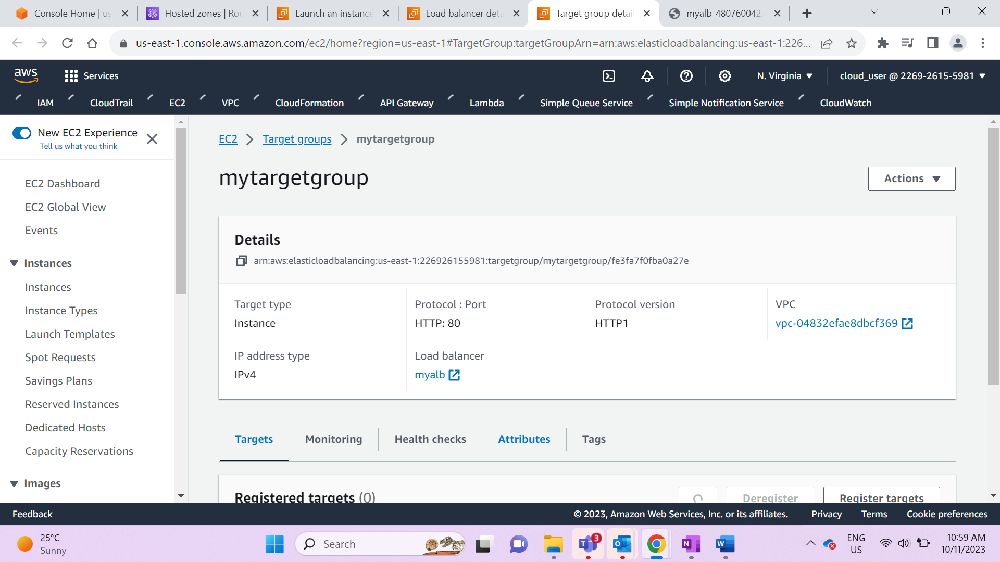 Console Home | us
Hosted zones | Rou
Launch an instance
Load balancer deta
Target group detail
myalb-480760042.
us-east-1.console.aws.amazon.com/ec2/home?region=us-east-1#TargetGroup:targetGroupArn=arn:aws:elasticloadbalancing:us-east-1:226...
aws
Services
N. Virginia
cloud_user @ 2269-2615-5981
IAM
CloudTrail
EC2
VPC
CloudFormation
API Gateway
Lambda
Simple Queue Service
Simple Notification Service
CloudWatch
New EC2 Experience
Tell us what you think
EC2 Dashboard
EC2 Global View
Events
Instances
Instances
Instance Types
Launch Templates
Spot Requests
Savings Plans
Reserved Instances
Dedicated Hosts
Capacity Reservations
Images
EC2
Target groups
mytargetgroup
mytargetgroup
Actions
Details
arn:aws:elasticloadbalancing:us-east-1:226926155981:targetgroup/mytargetgroup/fe3fa7f0fba0a27e
Target type
Instance
Protocol : Port
HTTP: 80
Protocol version
HTTP1
VPC
vpc-04832efae8dbcf369
IP address type
IPv4
Load balancer
myalb
Targets
Monitoring
Health checks
Attributes
Tags
Registered targets (0)
Deregister
Register targets
Feedback
© 2023, Amazon Web Services, Inc. or its affiliates.
Privacy
Terms
Cookie preferences
25°C
Sunny
Search
3
ENG
US
10:59 AM
10/11/2023